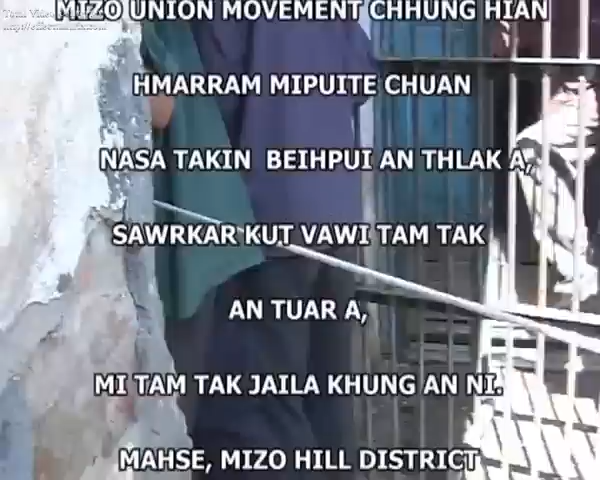 MIZO UNION MOVEMENT CHHUNG HIAN
HMARRAM MIPUITE CHUAN
NASA TAKIN BEIHPUI AN THLAK A,
SAWRKAR KUT VAWI TAM TAK
AN TUAR A,
MI TAM TAK JAILA KHUNG AN NI.
MAHSE, MIZO HILL DISTRICT